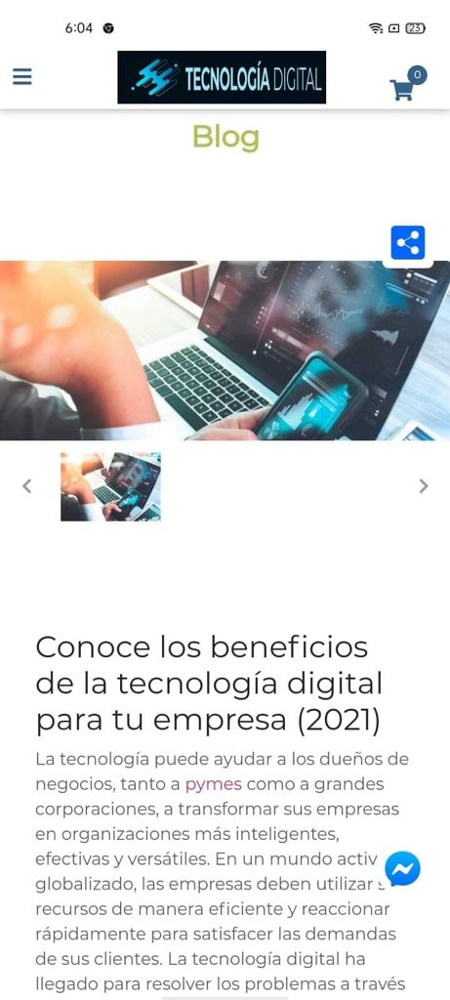 6:04
23
TECNOLOGÍA DIGITAL
0
Blog
Conoce los beneficios
de la tecnología digital
para tu empresa (2021)
La tecnología puede ayudar a los dueños de
negocios, tanto a pymes como a grandes
corporaciones, a transformar sus empresas
en organizaciones más inteligentes,
efectivas y versátiles. En un mundo activ
globalizado, las empresas deben utilizar s
recursos de manera eficiente y reaccionar
rápidamente para satisfacer las demandas
de sus clientes. La tecnología digital ha
llegado para resolver los problemas a través